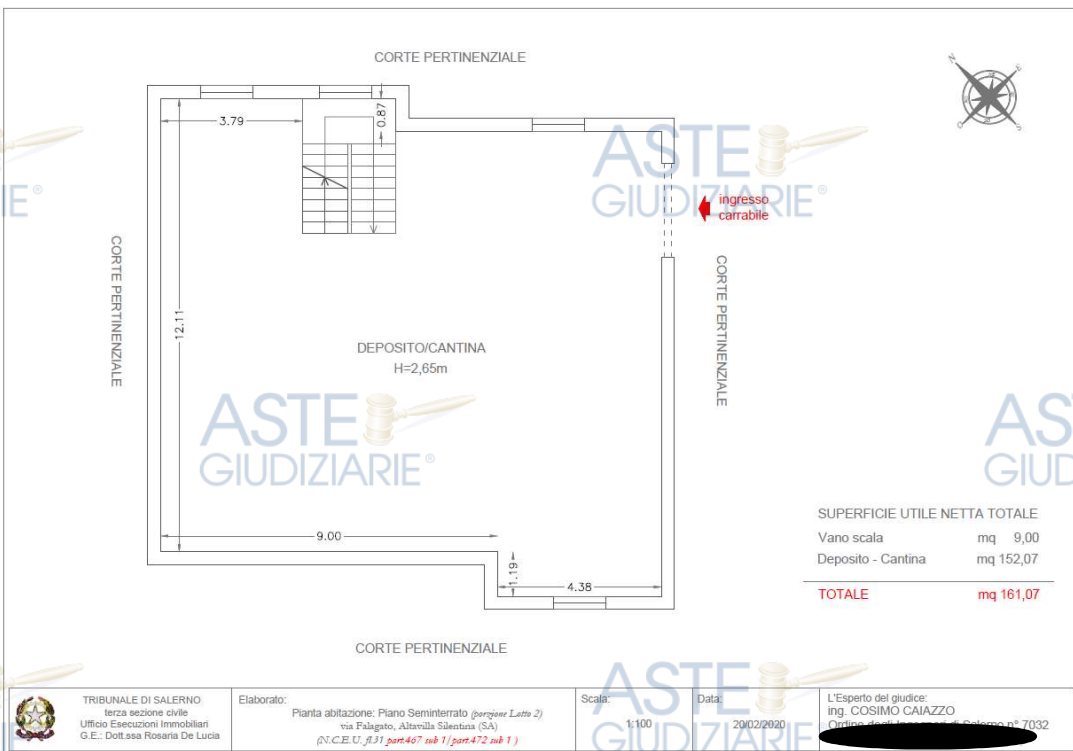 CORTE PERTINENZIALE
N
E
O
S
3.79
0.87
ASTE
GIUDIZIARIE®
IE®
ingresso
carrabile
CORTE PERTINENZIALE
CORTE PERTINENZIALE
12.11
DEPOSITO/CANTINA
H=2,65m
ASTE
GIUDIZIARIE®
AS
GIUD
9.00
1.19
4.38
SUPERFICIE UTILE NETTA TOTALE
Vano scala mq 9,00
Deposito - Cantina mq 152,07
TOTALE mq 161,07
CORTE PERTINENZIALE
ASTE
GIUDIZIARIE
TRIBUNALE DI SALERNO
terza sezione civile
Ufficio Esecuzioni Immobiliari
G.E.: Dott.ssa Rosaria De Lucia
Elaborato:
Pianta abitazione: Piano Seminterrato (porzione Lotto 2)
via Falagato, Altavilla Silentina (SA)
(N.C.E.U. fl.31 part.467 sub 1/part.472 sub 1 )
Scala:
1:100
Data:
20/02/2020
L'Esperto del giudice:
ing. COSIMO CAIAZZO
Ordine degli Ingegneri di Salerno n° 7032